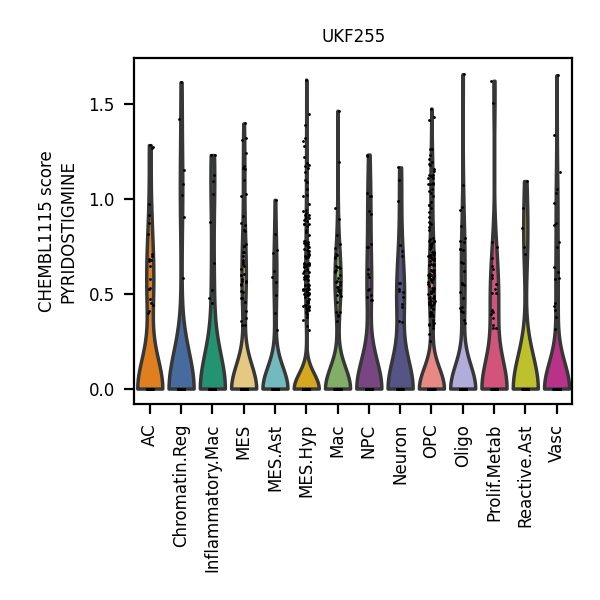 UKF255
CHEMBL1115 score
PYRIDOSTIGMINE
1.5
1.0
0.5
0.0
AC
Chromatin.Reg
Inflammatory.Mac
MES
MES.Ast
MES.Hyp
Mac
NPC
Neuron
OPC
Oligo
Prolif.Metab
Reactive.Ast
Vasc